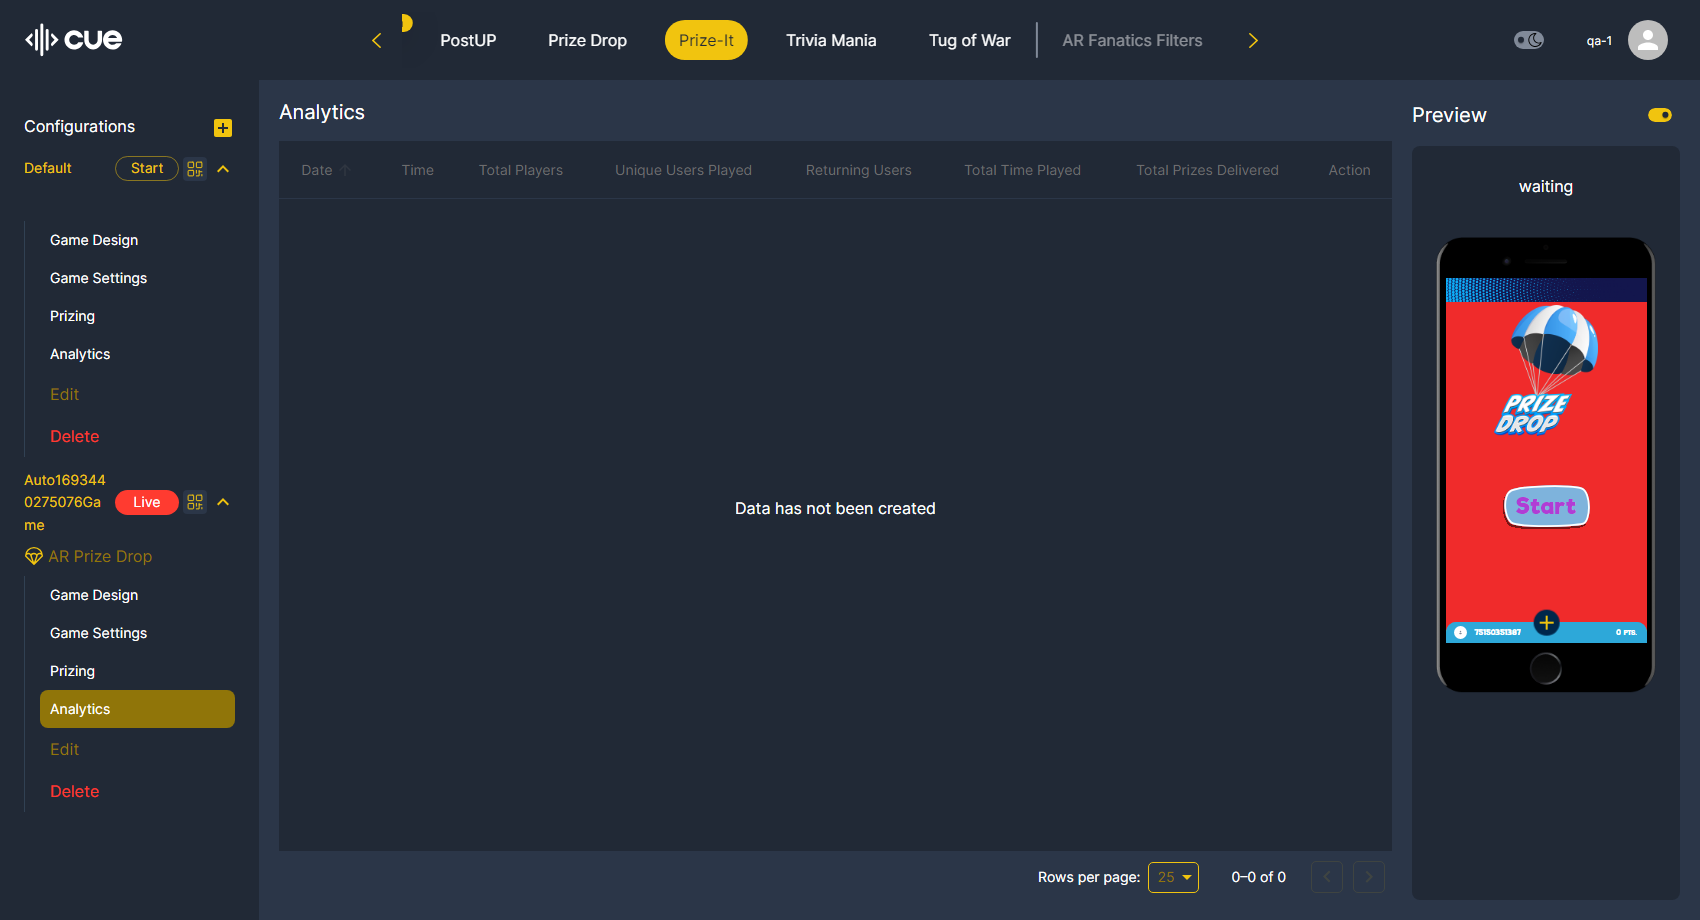 cue
PostUP
Prize Drop
Prize-It
Trivia Mania
Tug of War
AR Fanatics Filters
qa-1
Configurations
Default
Start
Game Design
Game Settings
Prizing
Analytics
Edit
Delete
Auto169344
0275076Ga
me
Live
AR Prize Drop
Game Design
Game Settings
Prizing
Analytics
Edit
Delete
Analytics
Date
Time
Total Players
Unique Users Played
Returning Users
Total Time Played
Total Prizes Delivered
Action
Data has not been created
Rows per page:
25
0–0 of 0
Preview
waiting
PRIZE
DROP
Start
75150351367
0 PTS.